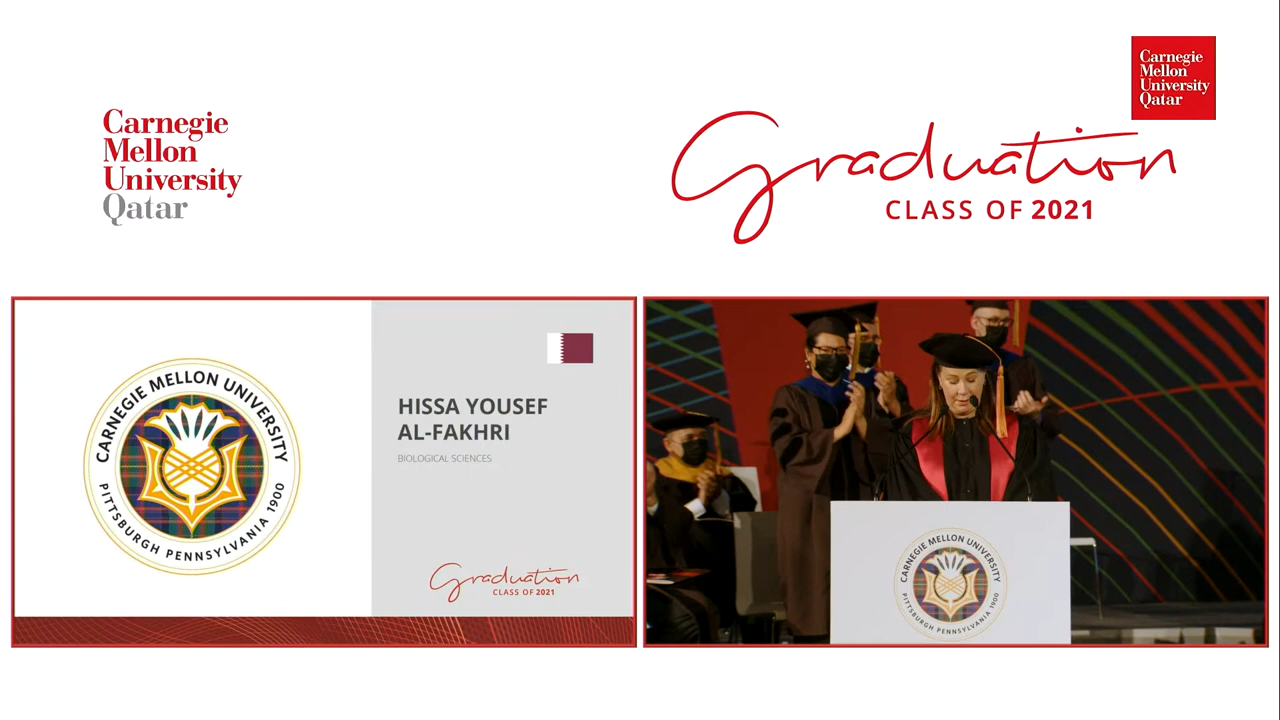 Carnegie
Mellon
University
Qatar
Carnegie
Mellon
University
Qatar
Graduation
CLASS OF 2021
CARNEGIE MELLON UNIVERSITY
PITTSBURGH PENNSYLVANIA 1900
HISSA YOUSEF
AL-FAKHRI
BIOLOGICAL SCIENCES
Graduation
CLASS OF 2021
CARNEGIE MELLON UNIVERSITY
PITTSBURGH PENNSYLVANIA 1900